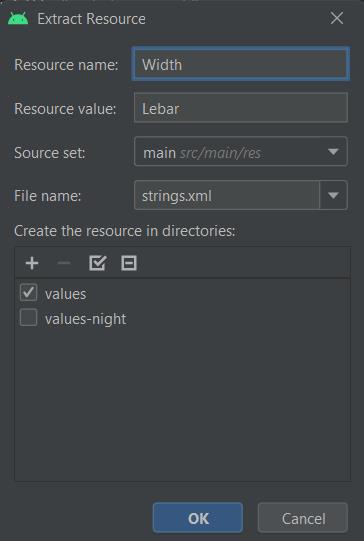 Extract Resource
Resource name: Width
Resource value: Lebar
Source set: main src/main/res
File name: strings.xml
Create the resource in directories:
values
values-night
OK Cancel